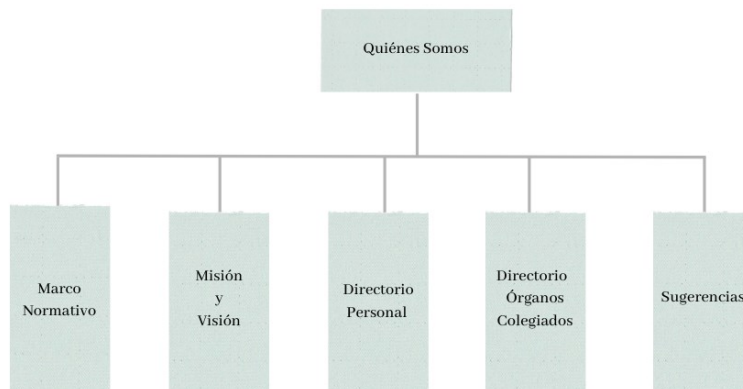 Quiénes Somos
Marco
Normativo
Misión
y
Visión
Directorio
Personal
Directorio
Órganos
Colegiados
Sugerencias